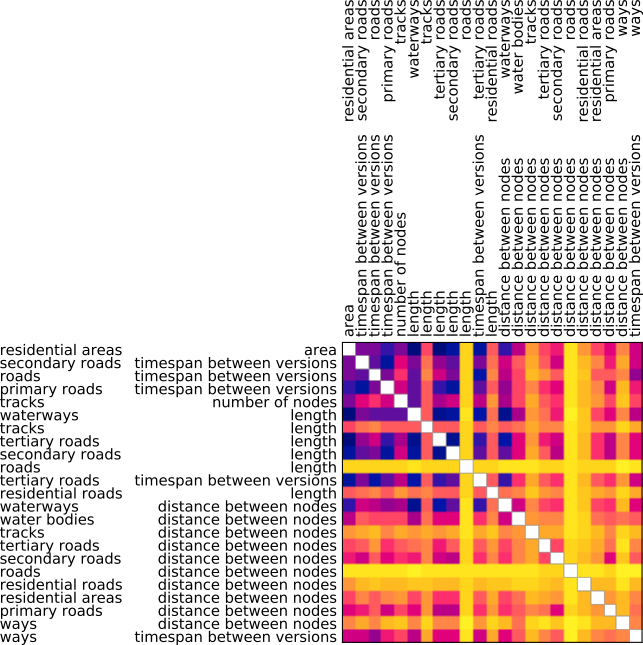 area residential areas
timespan between versions secondary roads
timespan between versions roads
timespan between versions primary roads
number of nodes tracks
length waterways
length tracks
length tertiary roads
length secondary roads
length roads
timespan between versions tertiary roads
length residential roads
distance between nodes waterways
distance between nodes water bodies
distance between nodes tracks
distance between nodes tertiary roads
distance between nodes secondary roads
distance between nodes roads
distance between nodes residential roads
distance between nodes residential areas
distance between nodes primary roads
distance between nodes ways
timespan between versions ways
residential areas area
secondary roads timespan between versions
roads timespan between versions
primary roads timespan between versions
tracks number of nodes
waterways length
tracks length
tertiary roads length
secondary roads length
roads length
tertiary roads timespan between versions
residential roads length
waterways distance between nodes
water bodies distance between nodes
tracks distance between nodes
tertiary roads distance between nodes
secondary roads distance between nodes
roads distance between nodes
residential roads distance between nodes
residential areas distance between nodes
primary roads distance between nodes
ways distance between nodes
ways timespan between versions